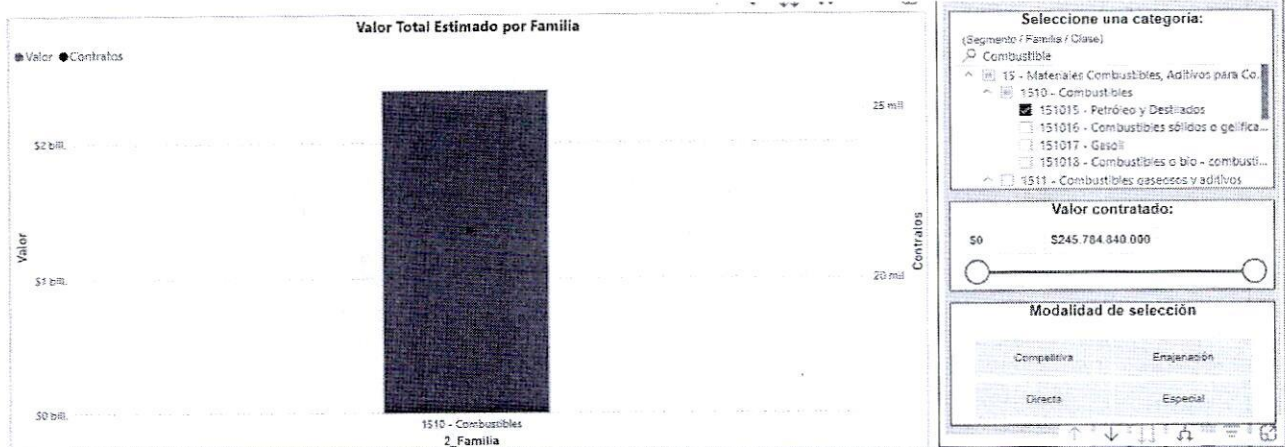 Valor Total Estimado por Familia
Valor Contratos
25 mil
$2 bill.
Valor
Contratos
$1 bill.
20 mil
$0 bill.
1510 - Combustibles
2_Familia
Seleccione una categoria:
(Segmento / Familia / Clase)
Combustible
15 - Materiales Combustibles, Aditivos para Co...
1510 - Combustibles
151015 - Petróleo y Destilados
151016 - Combustibles sólidos o gelifica...
151017 - Gasoil
151018 - Combustibles o bio - combusti...
1511 - Combustibles gaseosos y aditivos
Valor contratado:
$0 $245.784.840.000
Modalidad de selección
Competitiva Enajenación
Directa Especial